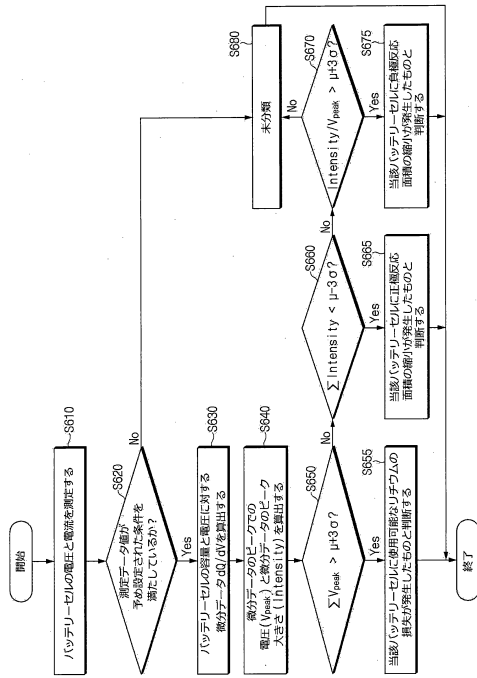 開始
S610
バッテリーセルの電圧と電流を測定する
S620
測定データ値が
予め設定された条件を
満たしているか?
No
Yes
S630
バッテリーセルの容量と電圧に対する
微分データdQ/dVを算出する
S640
微分データのピークでの
電圧(Vpeak)と微分データのピーク
大きさ(Intensity)を算出する
S650
∑Vpeak > μ+3σ?
No
Yes
S655
当該バッテリーセルに使用可能なリチウムの
損失が発生したものと判断する
S660
∑Intensity < μ-3σ?
No
Yes
S665
当該バッテリーセルに正極反応
面積の縮小が発生したものと
判断する
S670
Intensity/Vpeak > μ+3σ?
No
Yes
S675
当該バッテリーセルに負極反応
面積の縮小が発生したものと
判断する
S680
未分類
終了